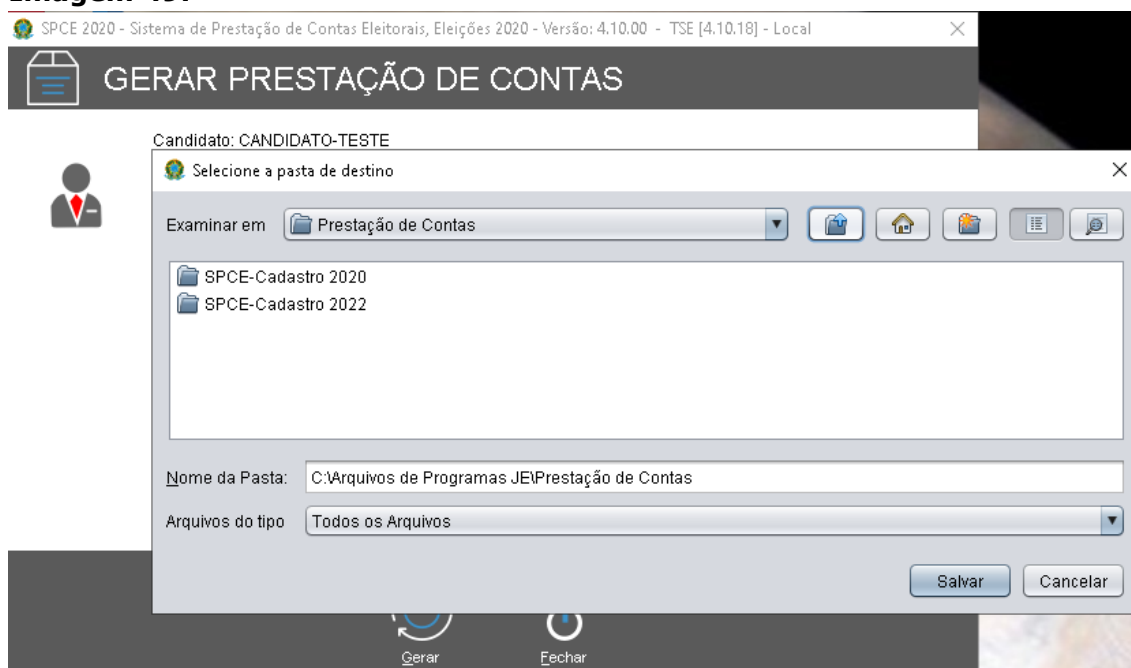 SPCE 2020 - Sistema de Prestação de Contas Eleitorais, Eleições 2020 - Versão: 4.10.00 - TSE [4.10.18] - Local
GERAR PRESTAÇÃO DE CONTAS
Candidato: CANDIDATO-TESTE
Selecione a pasta de destino
Examinar em Prestação de Contas
SPCE-Cadastro 2020
SPCE-Cadastro 2022
Nome da Pasta: C:\Arquivos de Programas JE\Prestação de Contas
Arquivos do tipo Todos os Arquivos
Salvar Cancelar
Gerar Fechar